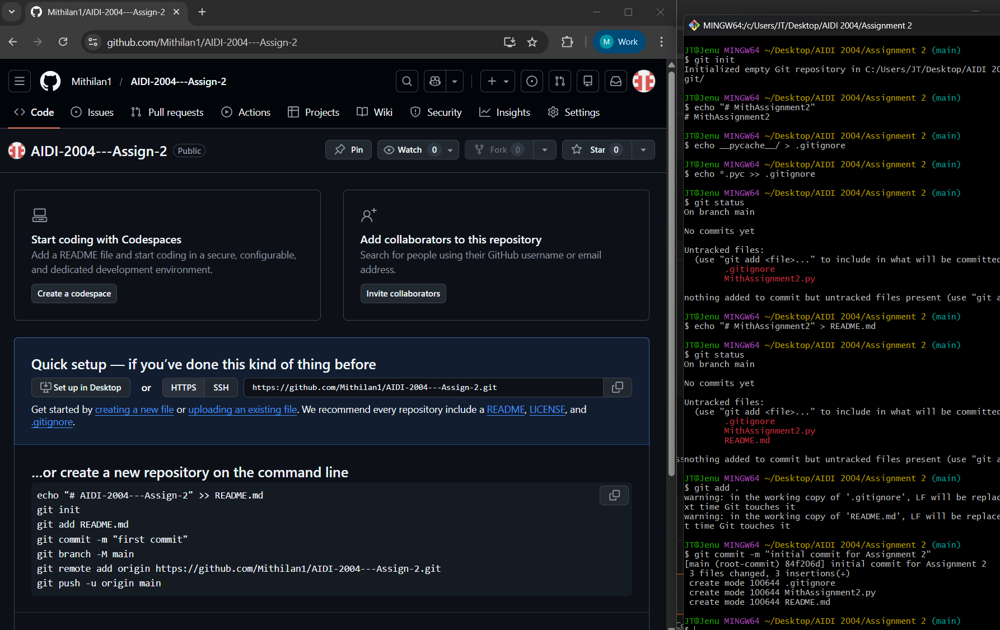 Mithilan1/AIDI-2004---Assign-2
github.com/Mithilan1/AIDI-2004---Assign-2
M Work
Mithilan1 / AIDI-2004---Assign-2
Code Issues Pull requests Actions Projects Wiki Security Insights Settings
AIDI-2004---Assign-2 Public
Pin Watch 0 Fork 0 Star 0
Start coding with Codespaces
Add a README file and start coding in a secure, configurable,
and dedicated development environment.
Create a codespace
Add collaborators to this repository
Search for people using their GitHub username or email
address.
Invite collaborators
Quick setup — if you’ve done this kind of thing before
Set up in Desktop or HTTPS SSH https://github.com/Mithilan1/AIDI-2004---Assign-2.git
Get started by creating a new file or uploading an existing file. We recommend every repository include a README, LICENSE, and
.gitignore.
...or create a new repository on the command line
echo "# AIDI-2004---Assign-2" >> README.md
git init
git add README.md
git commit -m "first commit"
git branch -M main
git remote add origin https://github.com/Mithilan1/AIDI-2004---Assign-2.git
git push -u origin main
MINGW64:/c/Users/JT/Desktop/AIDI 2004/Assignment 2
JT@Jenu MINGW64 ~/Desktop/AIDI 2004/Assignment 2 (main)
$ git init
Initialized empty Git repository in C:/Users/JT/Desktop/AIDI 20
git/
JT@Jenu MINGW64 ~/Desktop/AIDI 2004/Assignment 2 (main)
$ echo "# MithAssignment2"
# MithAssignment2
JT@Jenu MINGW64 ~/Desktop/AIDI 2004/Assignment 2 (main)
$ echo __pycache__/ > .gitignore
JT@Jenu MINGW64 ~/Desktop/AIDI 2004/Assignment 2 (main)
$ echo *.pyc >> .gitignore
JT@Jenu MINGW64 ~/Desktop/AIDI 2004/Assignment 2 (main)
$ git status
On branch main
No commits yet
Untracked files:
(use "git add <file>..." to include in what will be committed
.gitignore
MithAssignment2.py
nothing added to commit but untracked files present (use "git a
JT@Jenu MINGW64 ~/Desktop/AIDI 2004/Assignment 2 (main)
$ echo "# MithAssignment2" > README.md
JT@Jenu MINGW64 ~/Desktop/AIDI 2004/Assignment 2 (main)
$ git status
On branch main
No commits yet
Untracked files:
(use "git add <file>..." to include in what will be committed
.gitignore
MithAssignment2.py
README.md
nothing added to commit but untracked files present (use "git a
JT@Jenu MINGW64 ~/Desktop/AIDI 2004/Assignment 2 (main)
$ git add .
warning: in the working copy of '.gitignore', LF will be replac
xt time Git touches it
warning: in the working copy of 'README.md', LF will be replace
t time Git touches it
JT@Jenu MINGW64 ~/Desktop/AIDI 2004/Assignment 2 (main)
$ git commit -m "initial commit for Assignment 2"
[main (root-commit) 84f206d] initial commit for Assignment 2
3 files changed, 3 insertions(+)
create mode 100644 .gitignore
create mode 100644 MithAssignment2.py
create mode 100644 README.md
JT@Jenu MINGW64 ~/Desktop/AIDI 2004/Assignment 2 (main)
$